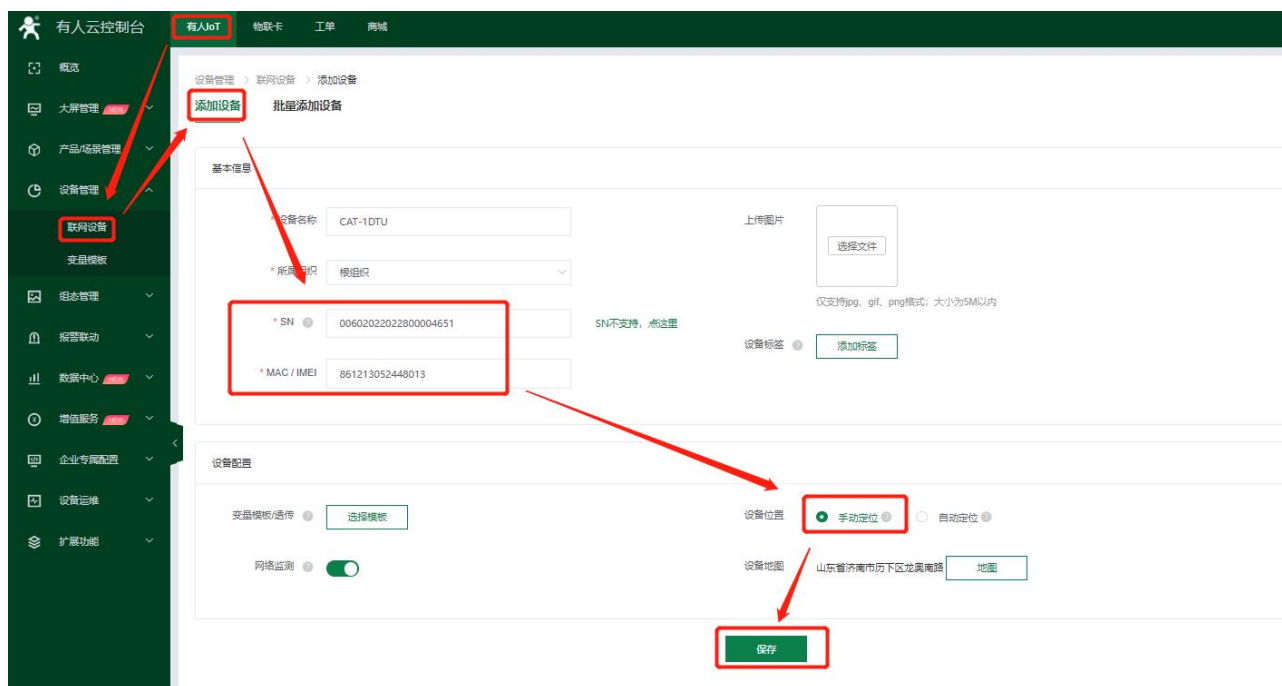 有人云控制台
有人IoT 物联卡 工单 商城
概览
大屏管理 NEW
产品/场景管理
设备管理
联网设备
变量模板
组态管理
报警联动
数据中心 NEW
增值服务 NEW
企业专属配置
设备运维
扩展功能
设备管理 > 联网设备 > 添加设备
添加设备 批量添加设备
基本信息
* 设备名称 CAT-1DTU
* 所属组织 根组织
* SN 00602022022800004651 SN不支持，点这里
* MAC / IMEI 861213052448013
上传图片 选择文件
仅支持jpg、gif、png格式；大小为5M以内
设备标签 添加标签
设备配置
变量模板/透传 选择模板
网络监测
设备位置 手动定位 自动定位
设备地图 山东省济南市历下区龙奥南路 地图
保存